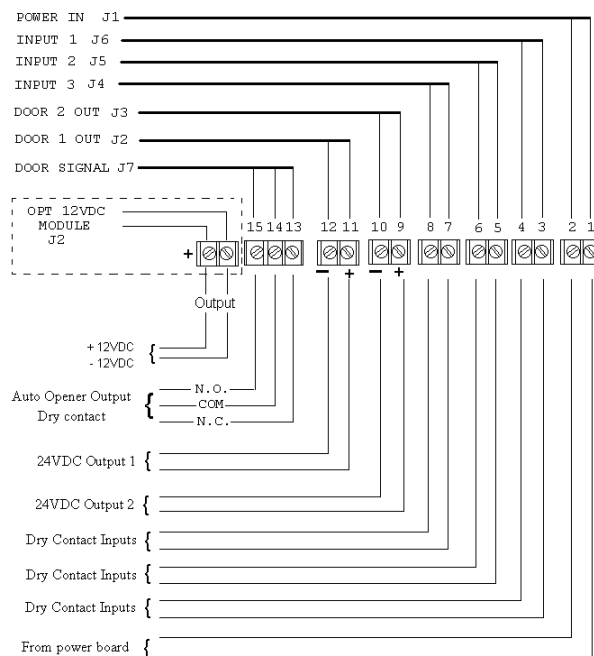 POWER IN J1
INPUT 1 J6
INPUT 2 J5
INPUT 3 J4
DOOR 2 OUT J3
DOOR 1 OUT J2
DOOR SIGNAL J7
OPT 12VDC
MODULE
J2
15 14 13 12 11 10 9 8 7 6 5 4 3 2 1
+
− + − +
Output
+12VDC
- 12VDC
Auto Opener Output
Dry contact
N.O.
COM
N.C.
24VDC Output 1
24VDC Output 2
Dry Contact Inputs
Dry Contact Inputs
Dry Contact Inputs
From power board